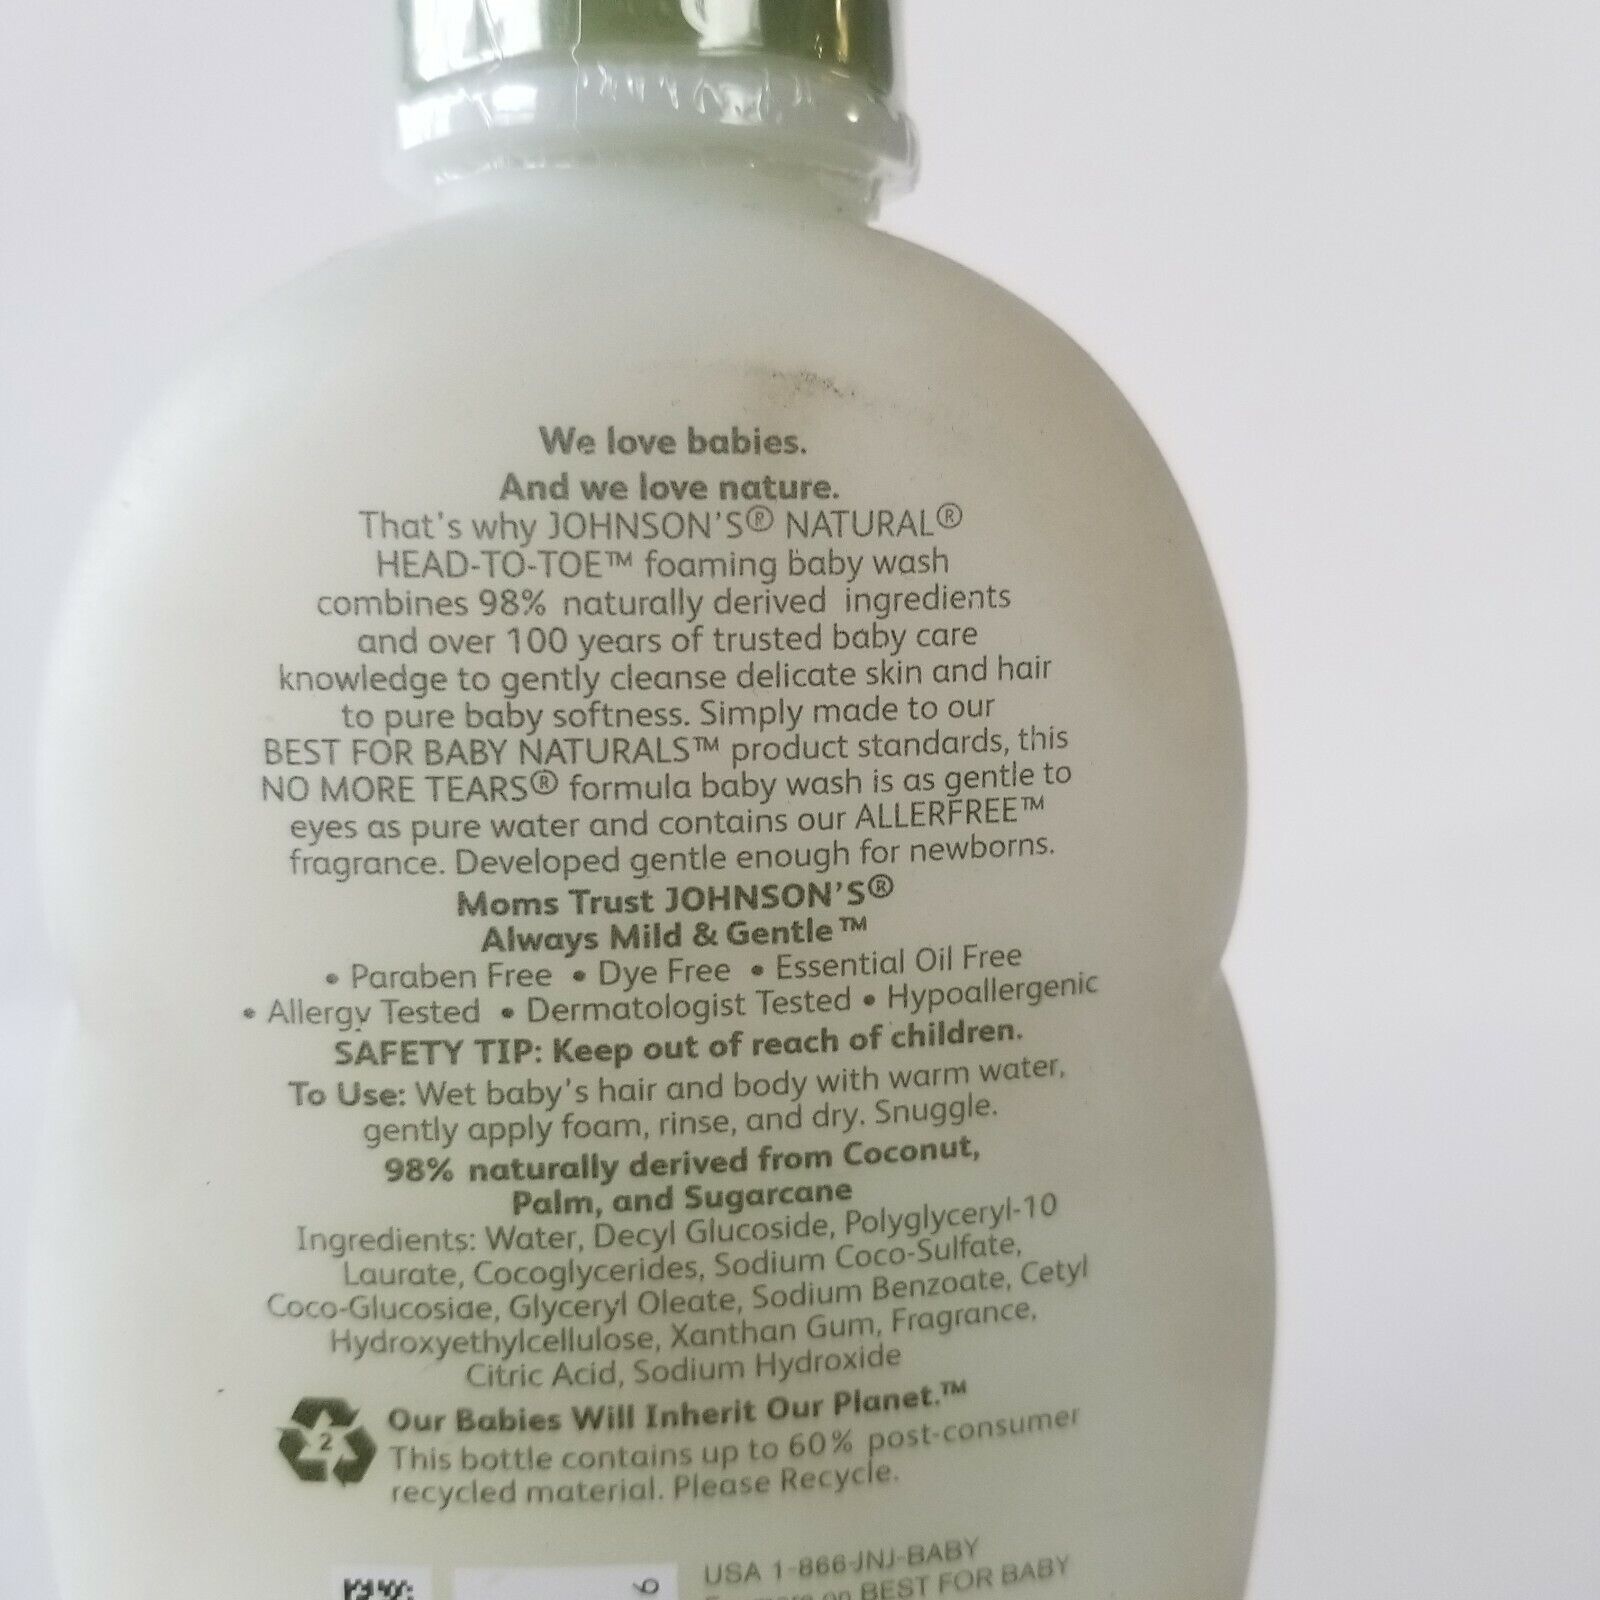 We love babies.
And we love nature.
That's why JOHNSON'S® NATURAL®
HEAD-TO-TOE™ foaming baby wash
combines 98% naturally derived ingredients
and over 100 years of trusted baby care
knowledge to gently cleanse delicate skin and hair
to pure baby softness. Simply made to our
BEST FOR BABY NATURALS™ product standards, this
NO MORE TEARS® formula baby wash is as gentle to
eyes as pure water and contains our ALLERFREE™
fragrance. Developed gentle enough for newborns.
Moms Trust JOHNSON'S®
Always Mild & Gentle™
• Paraben Free • Dye Free • Essential Oil Free
• Allergy Tested • Dermatologist Tested • Hypoallergenic
SAFETY TIP: Keep out of reach of children.
To Use: Wet baby's hair and body with warm water,
gently apply foam, rinse, and dry. Snuggle.
98% naturally derived from Coconut,
Palm, and Sugarcane
Ingredients: Water, Decyl Glucoside, Polyglyceryl-10
Laurate, Cocoglycerides, Sodium Coco-Sulfate,
Coco-Glucoside, Glyceryl Oleate, Sodium Benzoate, Cetyl
Hydroxyethylcellulose, Xanthan Gum, Fragrance,
Citric Acid, Sodium Hydroxide
2
Our Babies Will Inherit Our Planet.™
This bottle contains up to 60% post-consumer
recycled material. Please Recycle.
USA 1-866-JNJ-BABY
on BEST FOR BABY